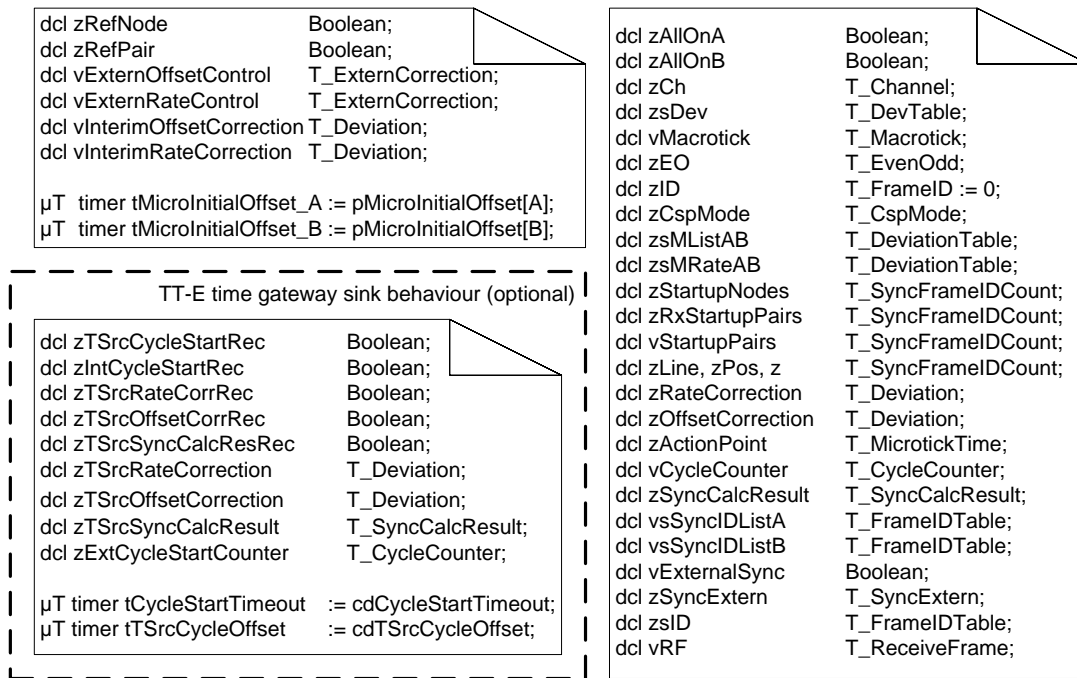 dcl zRefNode Boolean;
dcl zRefPair Boolean;
dcl vExternOffsetControl T_ExternCorrection;
dcl vExternRateControl T_ExternCorrection;
dcl vInterimOffsetCorrection T_Deviation;
dcl vInterimRateCorrection T_Deviation;
µT timer tMicroInitialOffset_A := pMicroInitialOffset[A];
µT timer tMicroInitialOffset_B := pMicroInitialOffset[B];
TT-E time gateway sink behaviour (optional)
dcl zTSrcCycleStartRec Boolean;
dcl zIntCycleStartRec Boolean;
dcl zTSrcRateCorrRec Boolean;
dcl zTSrcOffsetCorrRec Boolean;
dcl zTSrcSyncCalcResRec Boolean;
dcl zTSrcRateCorrection T_Deviation;
dcl zTSrcOffsetCorrection T_Deviation;
dcl zTSrcSyncCalcResult T_SyncCalcResult;
dcl zExtCycleStartCounter T_CycleCounter;
µT timer tCycleStartTimeout := cdCycleStartTimeout;
µT timer tTSrcCycleOffset := cdTSrcCycleOffset;
dcl zAllOnA Boolean;
dcl zAllOnB Boolean;
dcl zCh T_Channel;
dcl zsDev T_DevTable;
dcl vMacrotick T_Macrotick;
dcl zEO T_EvenOdd;
dcl zID T_FrameID := 0;
dcl zCspMode T_CspMode;
dcl zsMListAB T_DeviationTable;
dcl zsMRateAB T_DeviationTable;
dcl zStartupNodes T_SyncFrameIDCount;
dcl zRxStartupPairs T_SyncFrameIDCount;
dcl vStartupPairs T_SyncFrameIDCount;
dcl zLine, zPos, z T_SyncFrameIDCount;
dcl zRateCorrection T_Deviation;
dcl zOffsetCorrection T_Deviation;
dcl zActionPoint T_MicrotickTime;
dcl vCycleCounter T_CycleCounter;
dcl zSyncCalcResult T_SyncCalcResult;
dcl vsSyncIDListA T_FrameIDTable;
dcl vsSyncIDListB T_FrameIDTable;
dcl vExternalSync Boolean;
dcl zSyncExtern T_SyncExtern;
dcl zsID T_FrameIDTable;
dcl vRF T_ReceiveFrame;